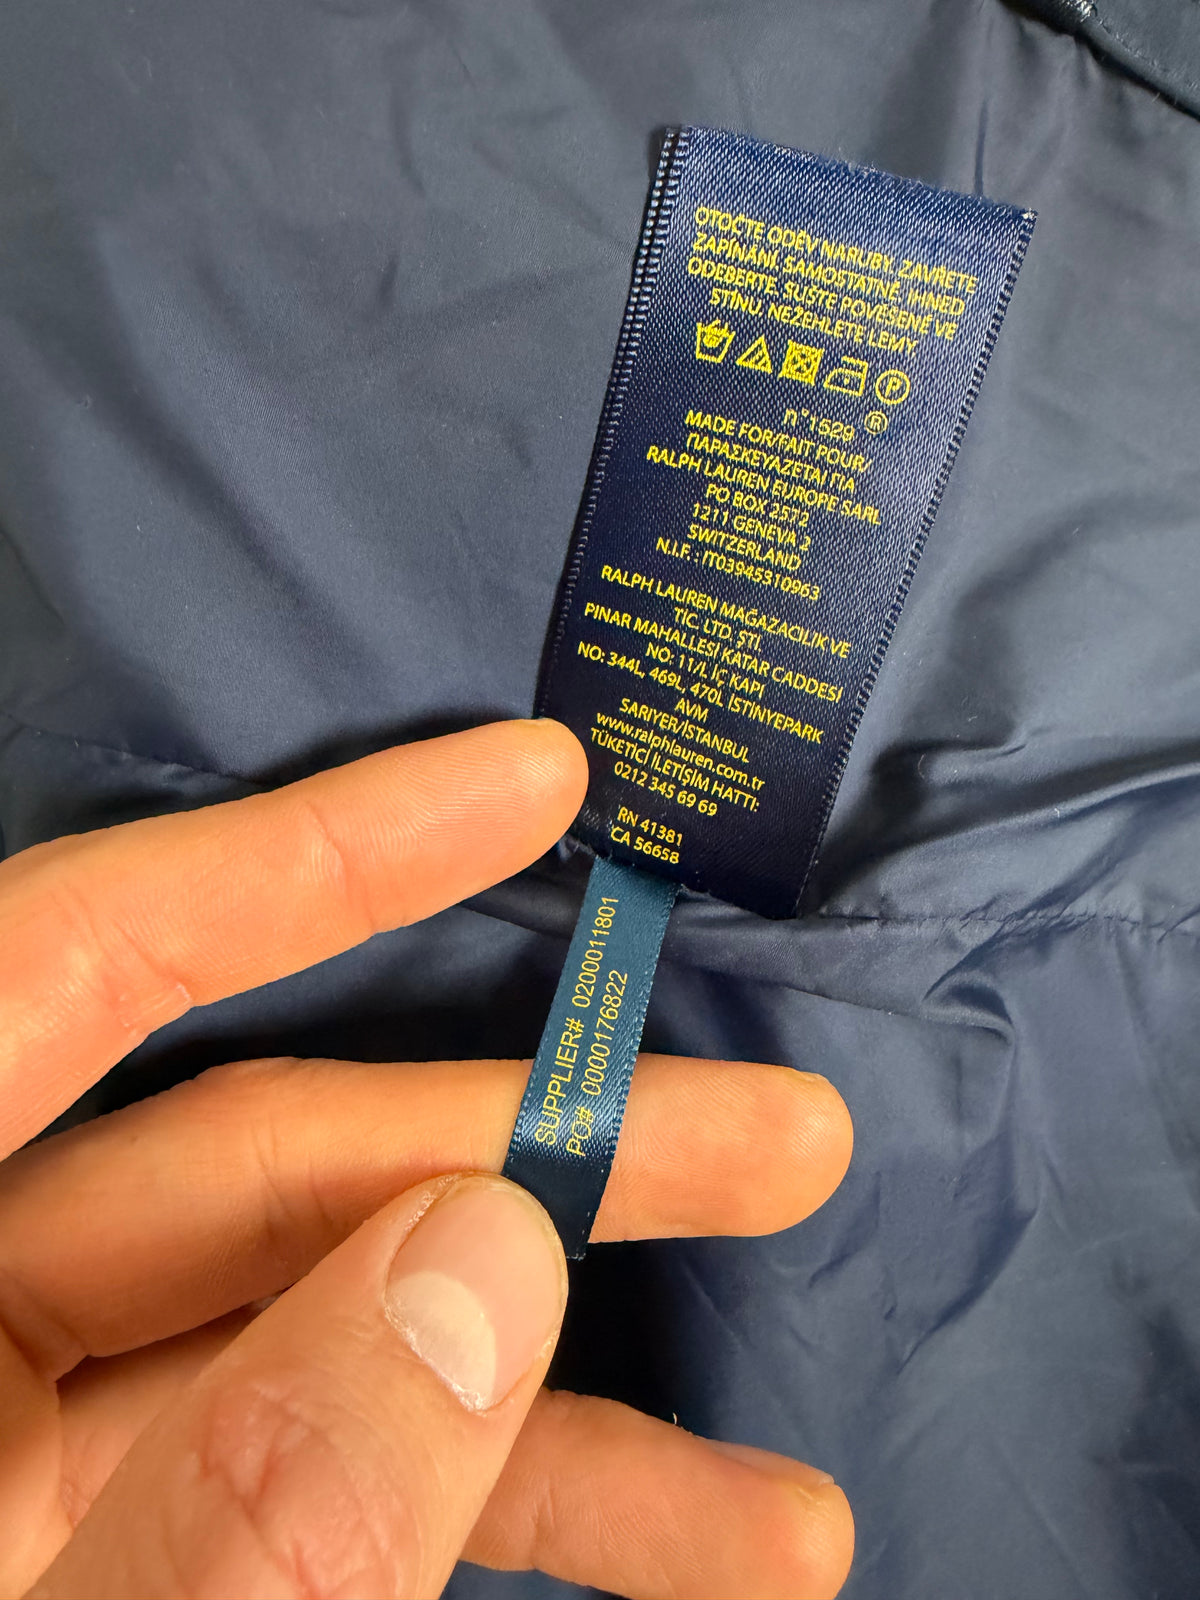 OTOČTE ODĚV NARUBY, ZAVŘETE
ZAPÍNÁNÍ, SAMOSTATNĚ, IHNED
ODEBERTE, SUŠTE POVĚŠENÉ VE
STÍNU, NEŽEHLETE LEMY
P
n°1529 ®
MADE FOR/FAIT POUR/
ΠΑΡΑΣΚΕΥΑΖΕΤΑΙ ΓΙΑ
RALPH LAUREN EUROPE SARL
PO BOX 2572
1211 GENEVA 2
SWITZERLAND
N.I.F. : IT03945310963
RALPH LAUREN MAĞAZACILIK VE
TİC. LTD. ŞTİ.
PINAR MAHALLESİ KATAR CADDESİ
NO: 11/1, İÇ KAPI
NO: 344L, 469L, 470L İSTİNYEPARK
AVM
SARIYER/İSTANBUL
www.ralphlauren.com.tr
TÜKETİCİ İLETİŞİM HATTI:
0212 345 69 69
RN 41381
CA 56658
SUPPLIER# 0200011801
PO# 0000176822